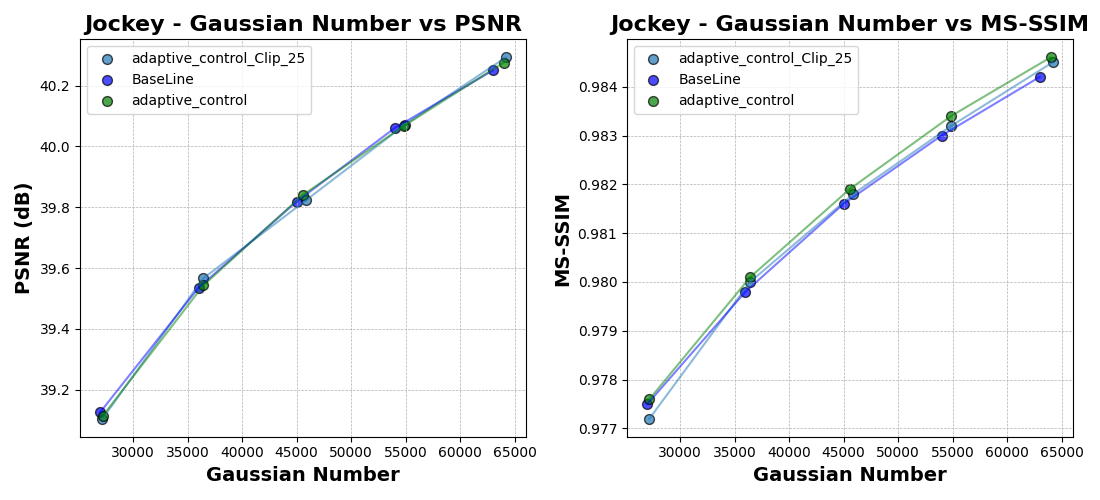 Jockey - Gaussian Number vs PSNR
adaptive_control_Clip_25
BaseLine
adaptive_control
PSNR (dB)
40.2
40.0
39.8
39.6
39.4
39.2
30000 35000 40000 45000 50000 55000 60000 65000
Gaussian Number
Jockey - Gaussian Number vs MS-SSIM
adaptive_control_Clip_25
BaseLine
adaptive_control
MS-SSIM
0.984
0.983
0.982
0.981
0.980
0.979
0.978
0.977
30000 35000 40000 45000 50000 55000 60000 65000
Gaussian Number